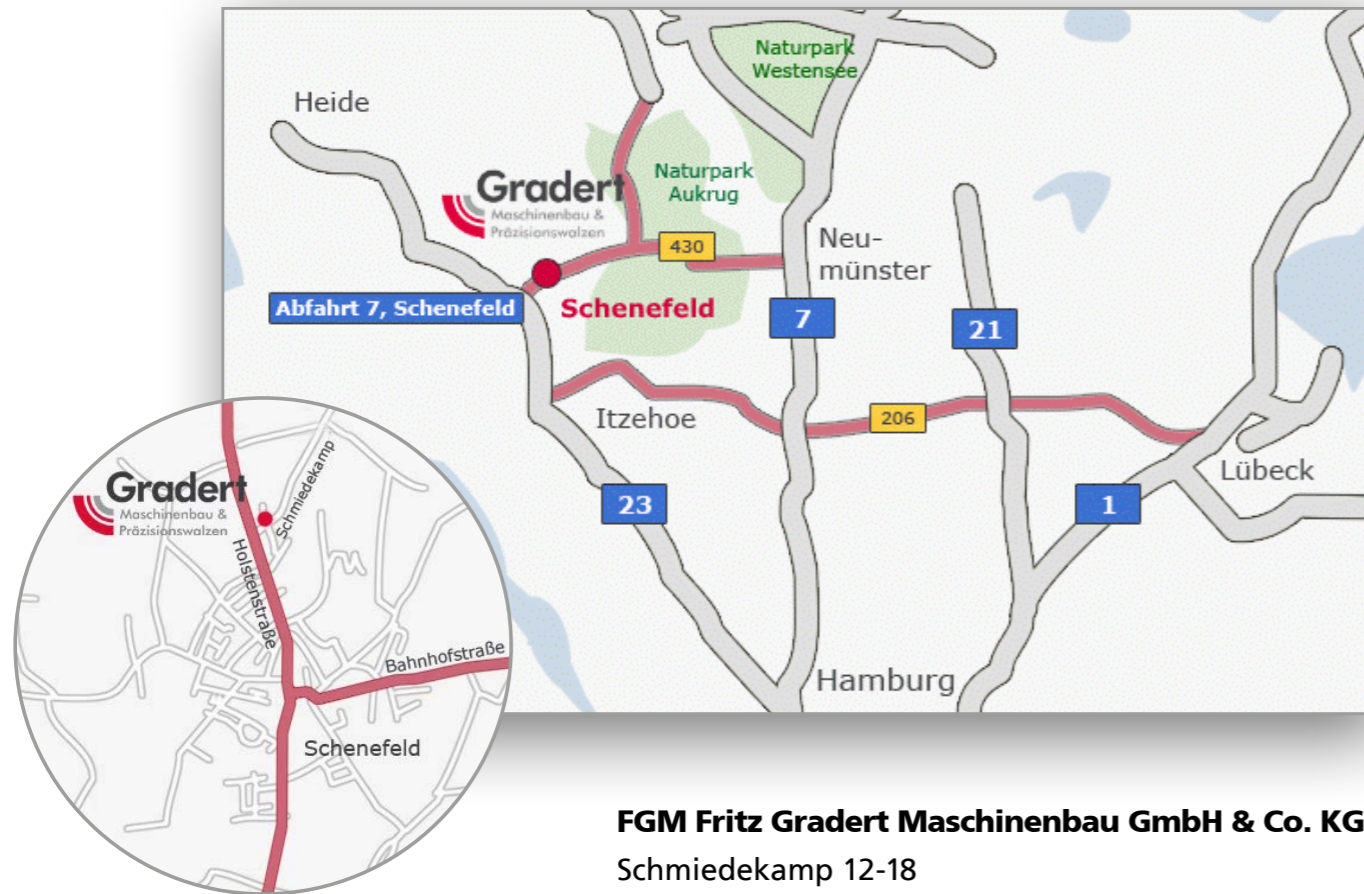 Naturpark
Westensee
Heide
Gradert
Maschinenbau &
Präzisionswalzen
Naturpark
Aukrug
430
Neu-
münster
Abfahrt 7, Schenefeld
Schenefeld
7
21
Itzehoe
206
Lübeck
23
1
Hamburg
Gradert
Maschinenbau &
Präzisionswalzen
Schmiedekamp
Holstenstraße
Bahnhofstraße
Schenefeld
FGM Fritz Gradert Maschinenbau GmbH & Co. KG
Schmiedekamp 12-18